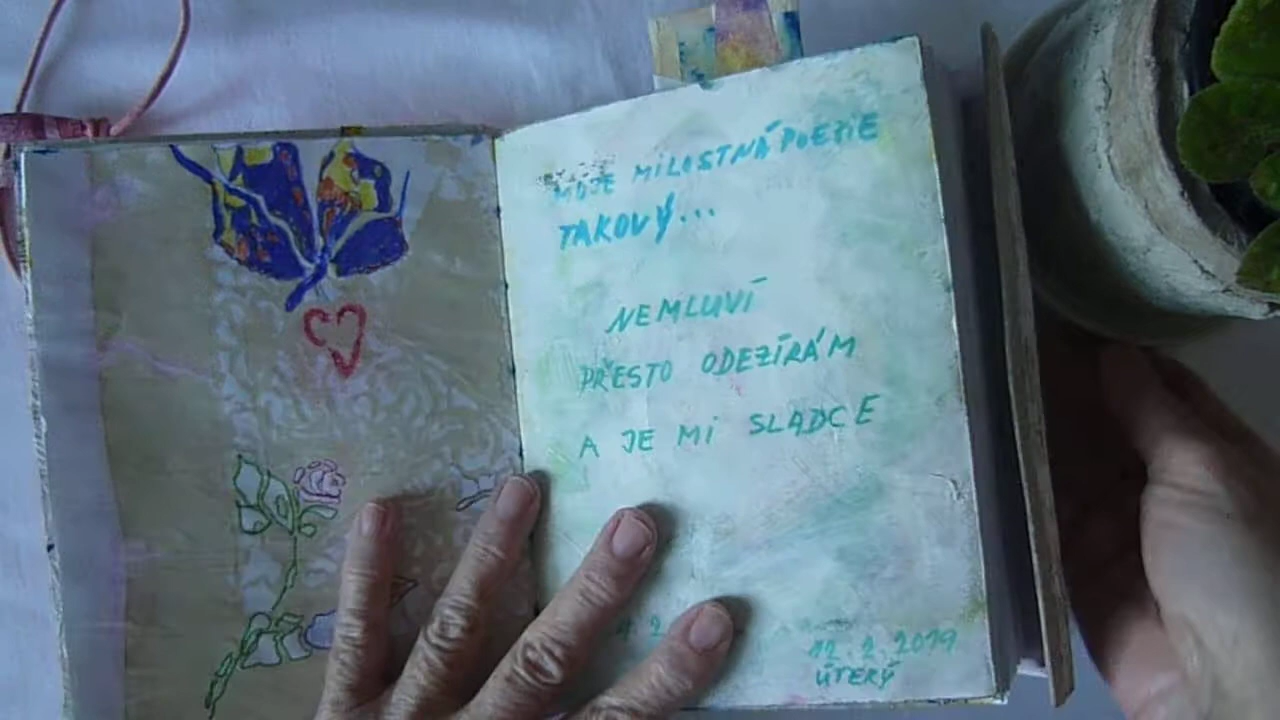 MOJE MILOSTNÁ POEZIE
TAKOVÝ...
NEMLUVÍ
PŘESTO ODEZÍRÁM
A JE MI SLADCE
12.2.2019
ÚTERÝ